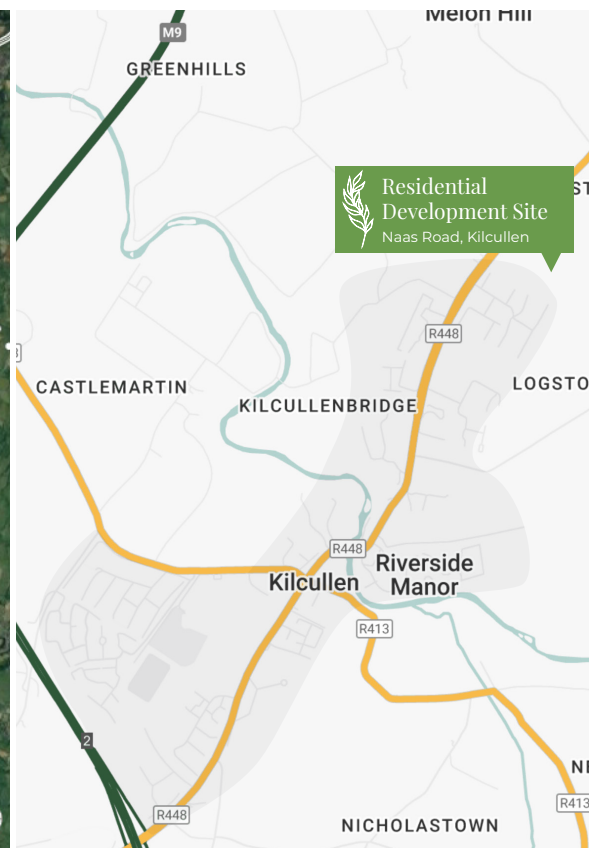 Melon Hill
M9
GREENHILLS
Residential
Development Site
Naas Road, Kilcullen
R448
CASTLEMARTIN
KILCULLENBRIDGE
LOGSTO
R448
Riverside
Manor
Kilcullen
R413
2
NE
R413
R448
NICHOLASTOWN